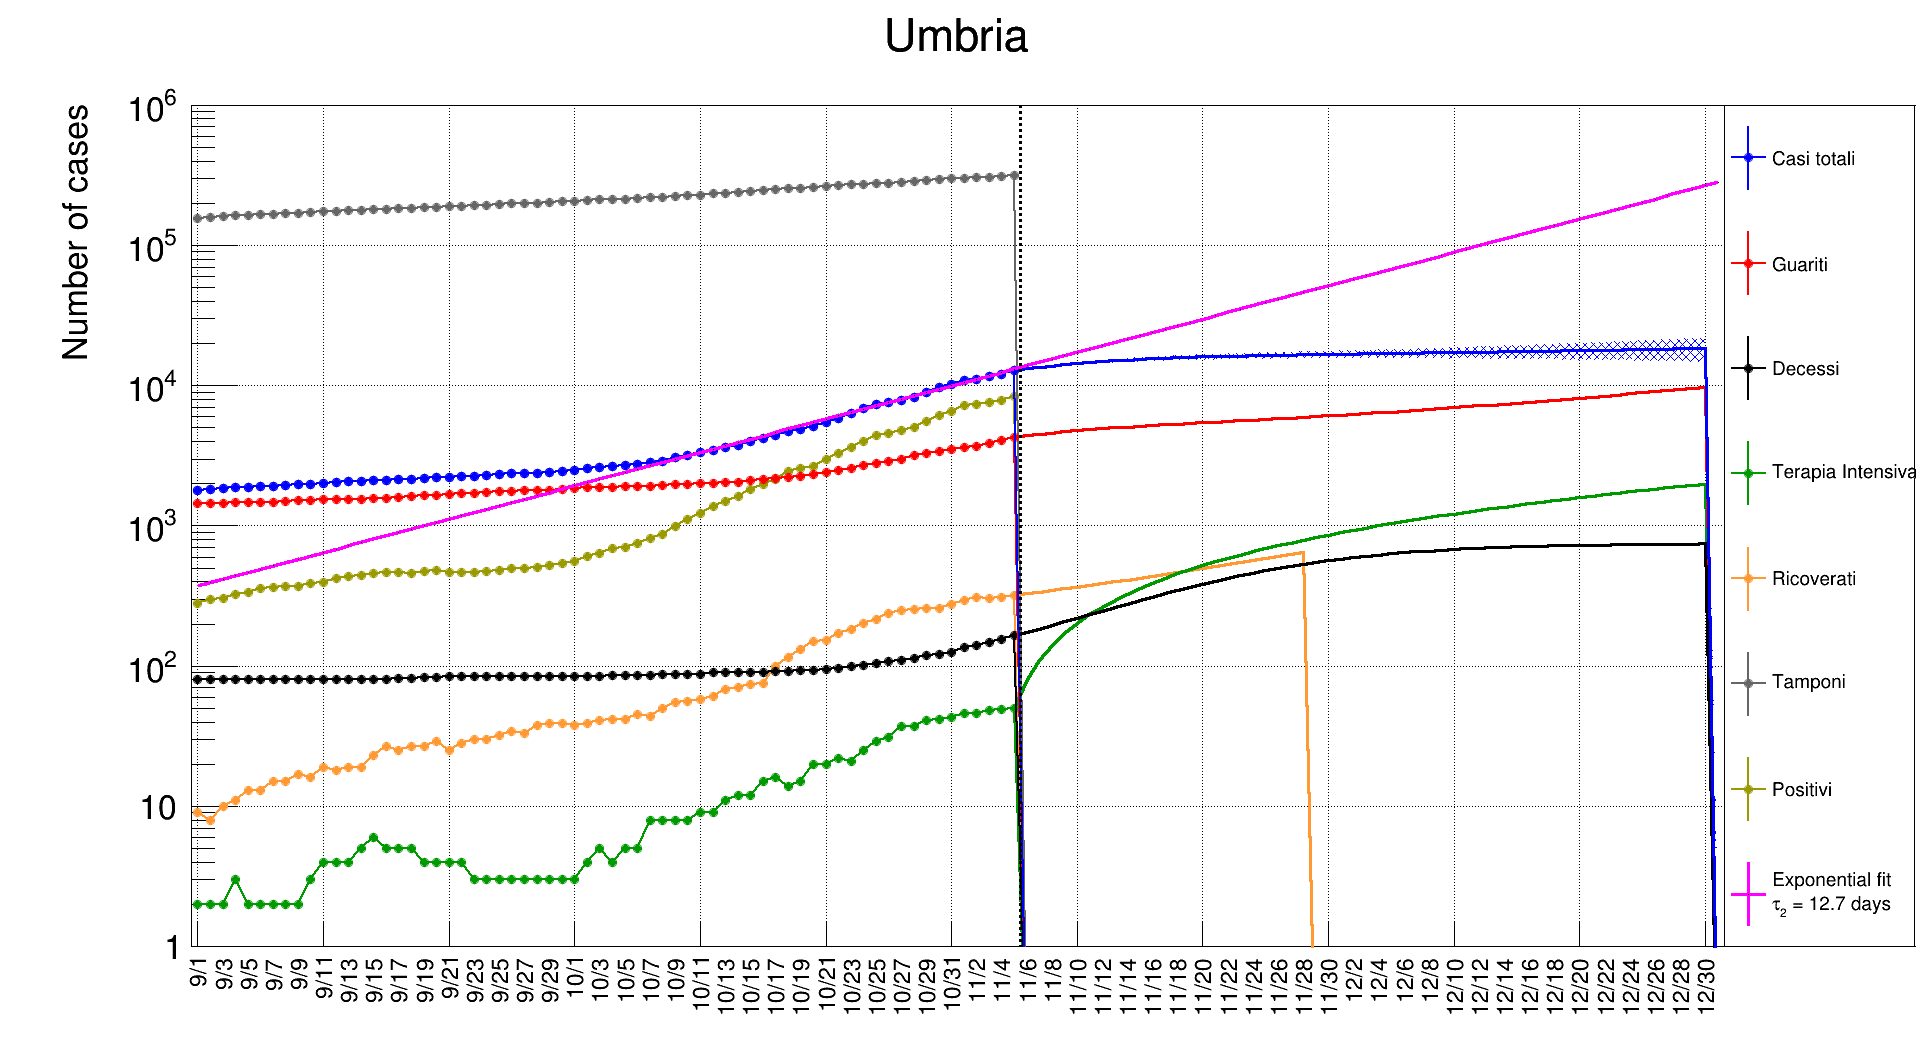 Umbria
Number of cases
10^6
10^5
10^4
10^3
10^2
10
1
9/1 9/3 9/5 9/7 9/9 9/11 9/13 9/15 9/17 9/19 9/21 9/23 9/25 9/27 9/29 10/1 10/3 10/5 10/7 10/9 10/11 10/13 10/15 10/17 10/19 10/21 10/23 10/25 10/27 10/29 10/31 11/2 11/4 11/6 11/8 11/10 11/12 11/14 11/16 11/18 11/20 11/22 11/24 11/26 11/28 11/30 12/2 12/4 12/6 12/8 12/10 12/12 12/14 12/16 12/18 12/20 12/22 12/24 12/26 12/28 12/30
Casi totali
Guariti
Decessi
Terapia Intensiva
Ricoverati
Tamponi
Positivi
Exponential fit
τ₂ = 12.7 days